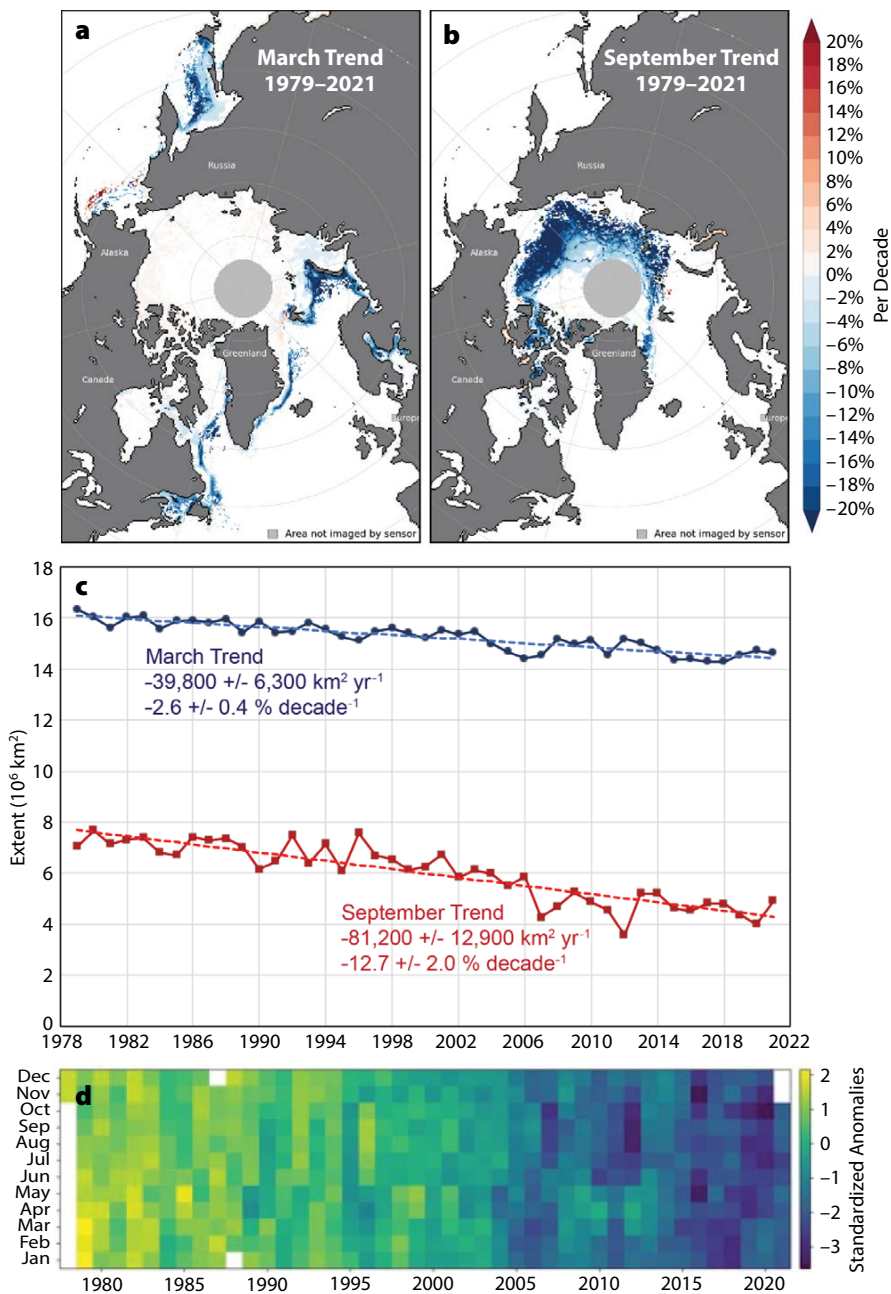 a
March Trend
1979–2021
Russia
Alaska
Greenland
Canada
Europe
Area not imaged by sensor
b
September Trend
1979–2021
Russia
Alaska
Greenland
Canada
Europe
Area not imaged by sensor
20%
18%
16%
14%
12%
10%
8%
6%
4%
2%
0%
−2%
−4%
−6%
−8%
−10%
−12%
−14%
−16%
−18%
−20%
Per Decade
c
18
16
14
12
10
8
6
4
2
0
Extent (10⁶ km²)
March Trend
-39,800 +/- 6,300 km² yr⁻¹
-2.6 +/- 0.4 % decade⁻¹
September Trend
-81,200 +/- 12,900 km² yr⁻¹
-12.7 +/- 2.0 % decade⁻¹
1978 1982 1986 1990 1994 1998 2002 2006 2010 2014 2018 2022
d
Dec
Nov
Oct
Sep
Aug
Jul
Jun
May
Apr
Mar
Feb
Jan
1980 1985 1990 1995 2000 2005 2010 2015 2020
2
1
0
−1
−2
−3
Standardized Anomalies